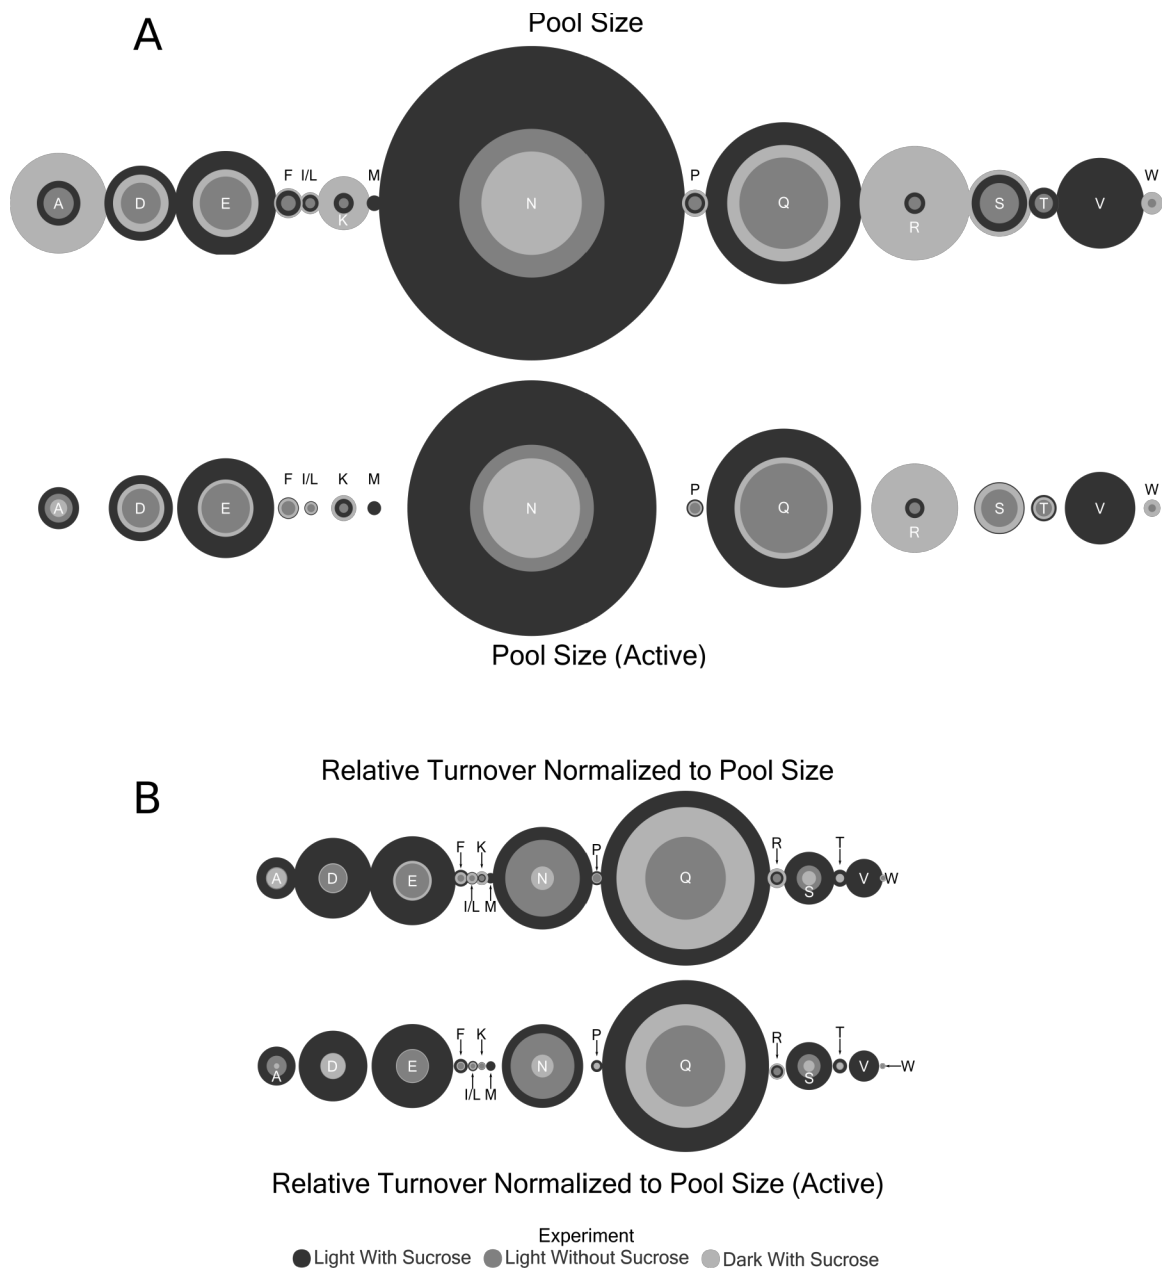 A
Pool Size
F I/L M P W
A D E K N Q R S T V
F I/L K M P W
A D E N Q R S T V
Pool Size (Active)
Relative Turnover Normalized to Pool Size
B
F K P R T
A D E N Q S V W
I/L M
F K P R T
A D E N Q S V W
I/L M
Relative Turnover Normalized to Pool Size (Active)
Experiment
Light With Sucrose Light Without Sucrose Dark With Sucrose